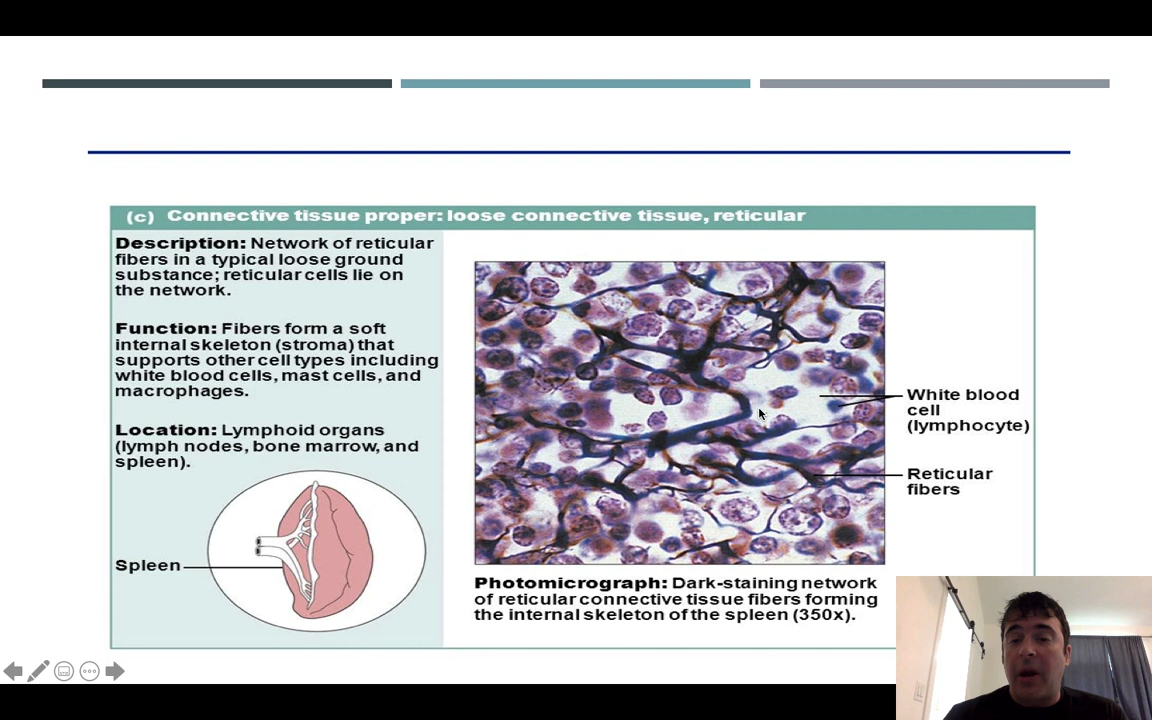 (c) Connective tissue proper: loose connective tissue, reticular
Description: Network of reticular
fibers in a typical loose ground
substance; reticular cells lie on
the network.
Function: Fibers form a soft
internal skeleton (stroma) that
supports other cell types including
white blood cells, mast cells, and
macrophages.
Location: Lymphoid organs
(lymph nodes, bone marrow, and
spleen).
Spleen
White blood
cell
(lymphocyte)
Reticular
fibers
Photomicrograph: Dark-staining network
of reticular connective tissue fibers forming
the internal skeleton of the spleen (350x).